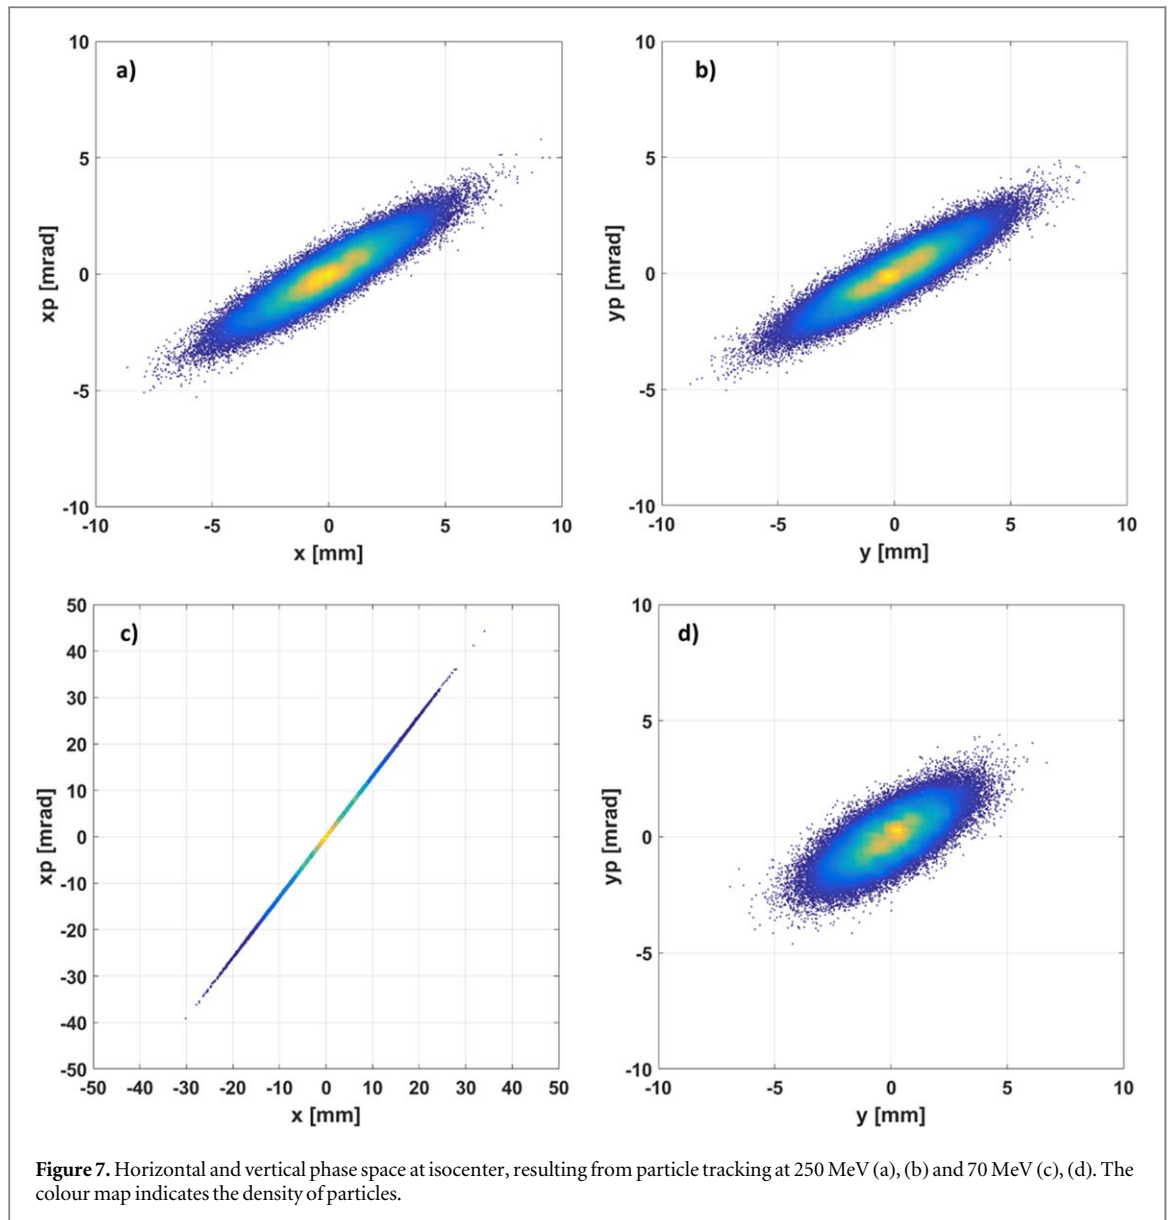 a)
10
5
0
-5
-10
xp [mrad]
-10 -5 0 5 10
x [mm]
b)
10
5
0
-5
-10
yp [mrad]
-10 -5 0 5 10
y [mm]
c)
50
40
30
20
10
0
-10
-20
-30
-40
-50
xp [mrad]
-50 -40 -30 -20 -10 0 10 20 30 40 50
x [mm]
d)
10
5
0
-5
-10
yp [mrad]
-10 -5 0 5 10
y [mm]
Figure 7. Horizontal and vertical phase space at isocenter, resulting from particle tracking at 250 MeV (a), (b) and 70 MeV (c), (d). The
colour map indicates the density of particles.